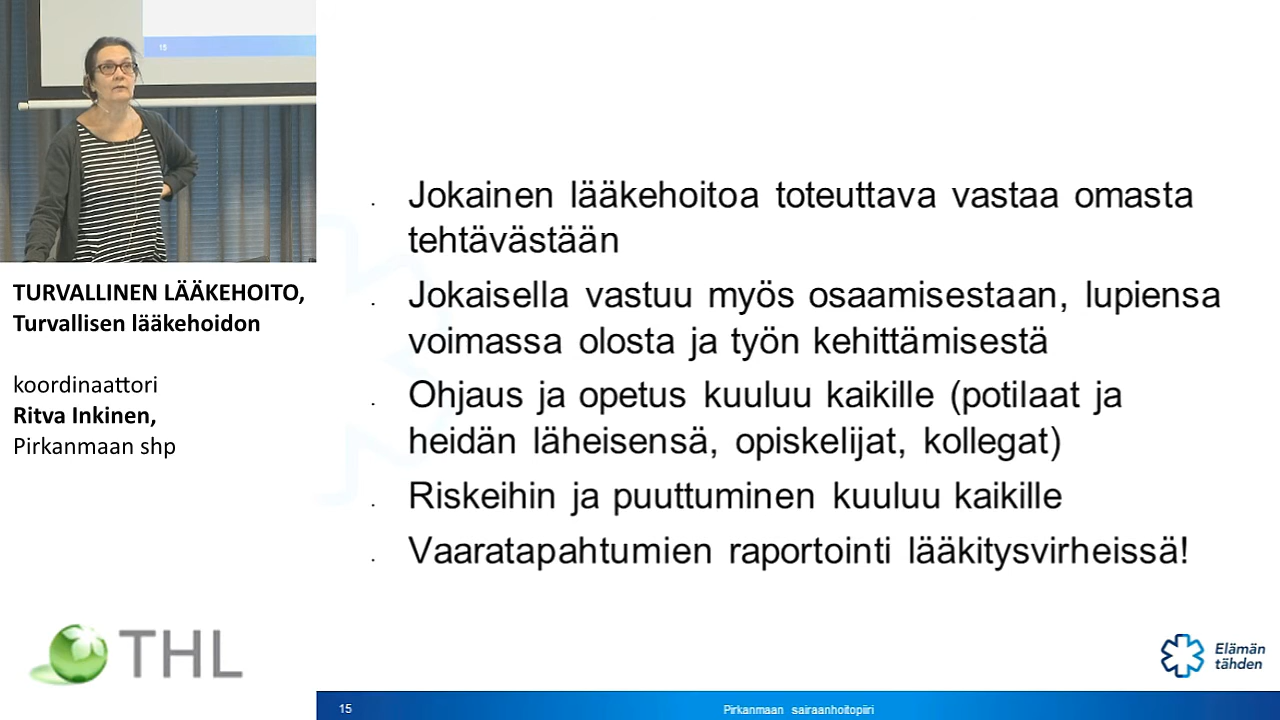 15
TURVALLINEN LÄÄKEHOITO,
Turvallisen lääkehoidon
koordinaattori
Ritva Inkinen,
Pirkanmaan shp
THL
. Jokainen lääkehoitoa toteuttava vastaa omasta
tehtävästään
. Jokaisella vastuu myös osaamisestaan, lupiensa
voimassa olosta ja työn kehittämisestä
. Ohjaus ja opetus kuuluu kaikille (potilaat ja
heidän läheisensä, opiskelijat, kollegat)
. Riskeihin ja puuttuminen kuuluu kaikille
. Vaaratapahtumien raportointi lääkitysvirheissä!
Elämän
tähden
15
Pirkanmaan sairaanhoitopiiri